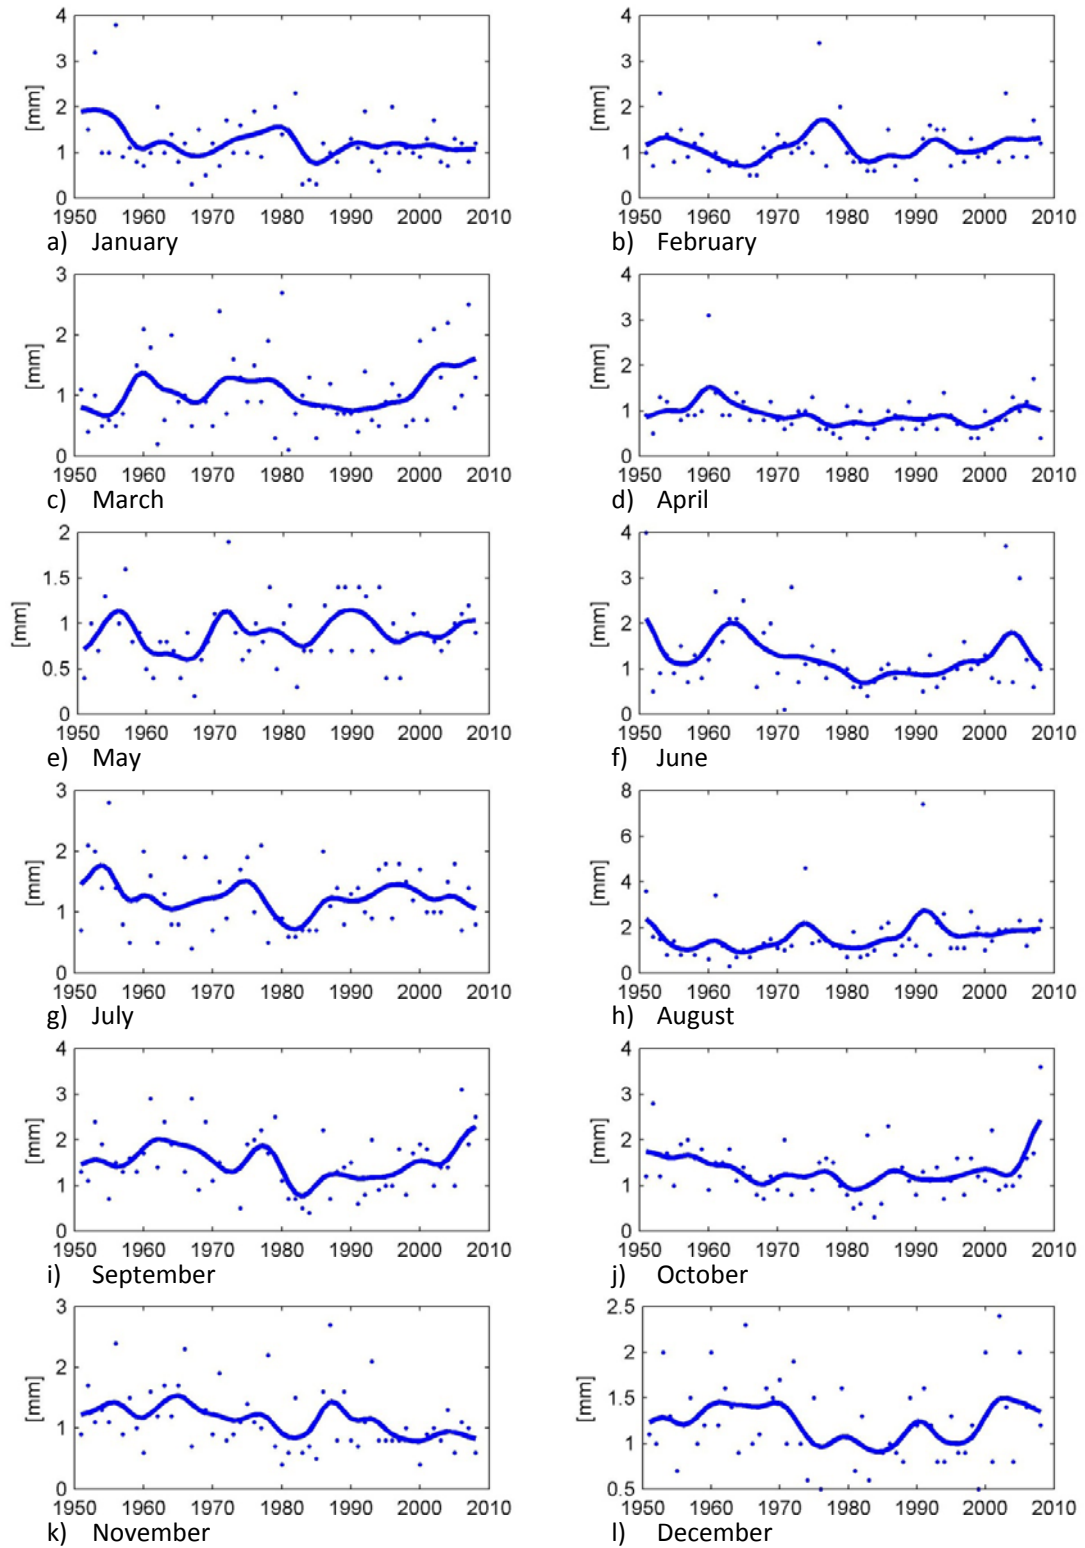 4
3
2
1
0
[mm]
1950 1960 1970 1980 1990 2000 2010
a) January
4
3
2
1
0
[mm]
1950 1960 1970 1980 1990 2000 2010
b) February
3
2
1
0
[mm]
1950 1960 1970 1980 1990 2000 2010
c) March
4
3
2
1
0
[mm]
1950 1960 1970 1980 1990 2000 2010
d) April
2
1.5
1
0.5
0
[mm]
1950 1960 1970 1980 1990 2000 2010
e) May
4
3
2
1
0
[mm]
1950 1960 1970 1980 1990 2000 2010
f) June
3
2
1
0
[mm]
1950 1960 1970 1980 1990 2000 2010
g) July
8
6
4
2
0
[mm]
1950 1960 1970 1980 1990 2000 2010
h) August
4
3
2
1
0
[mm]
1950 1960 1970 1980 1990 2000 2010
i) September
4
3
2
1
0
[mm]
1950 1960 1970 1980 1990 2000 2010
j) October
3
2
1
0
[mm]
1950 1960 1970 1980 1990 2000 2010
k) November
2.5
2
1.5
1
0.5
[mm]
1950 1960 1970 1980 1990 2000 2010
l) December